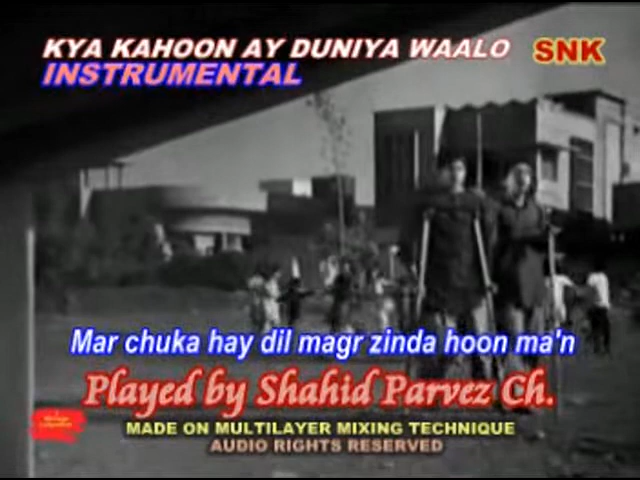 KYA KAHOON AY DUNIYA WAALO
SNK
INSTRUMENTAL
Mar chuka hay dil magr zinda hoon ma'n
Played by Shahid Parvez Ch.
MADE ON MULTILAYER MIXING TECHNIQUE
AUDIO RIGHTS RESERVED